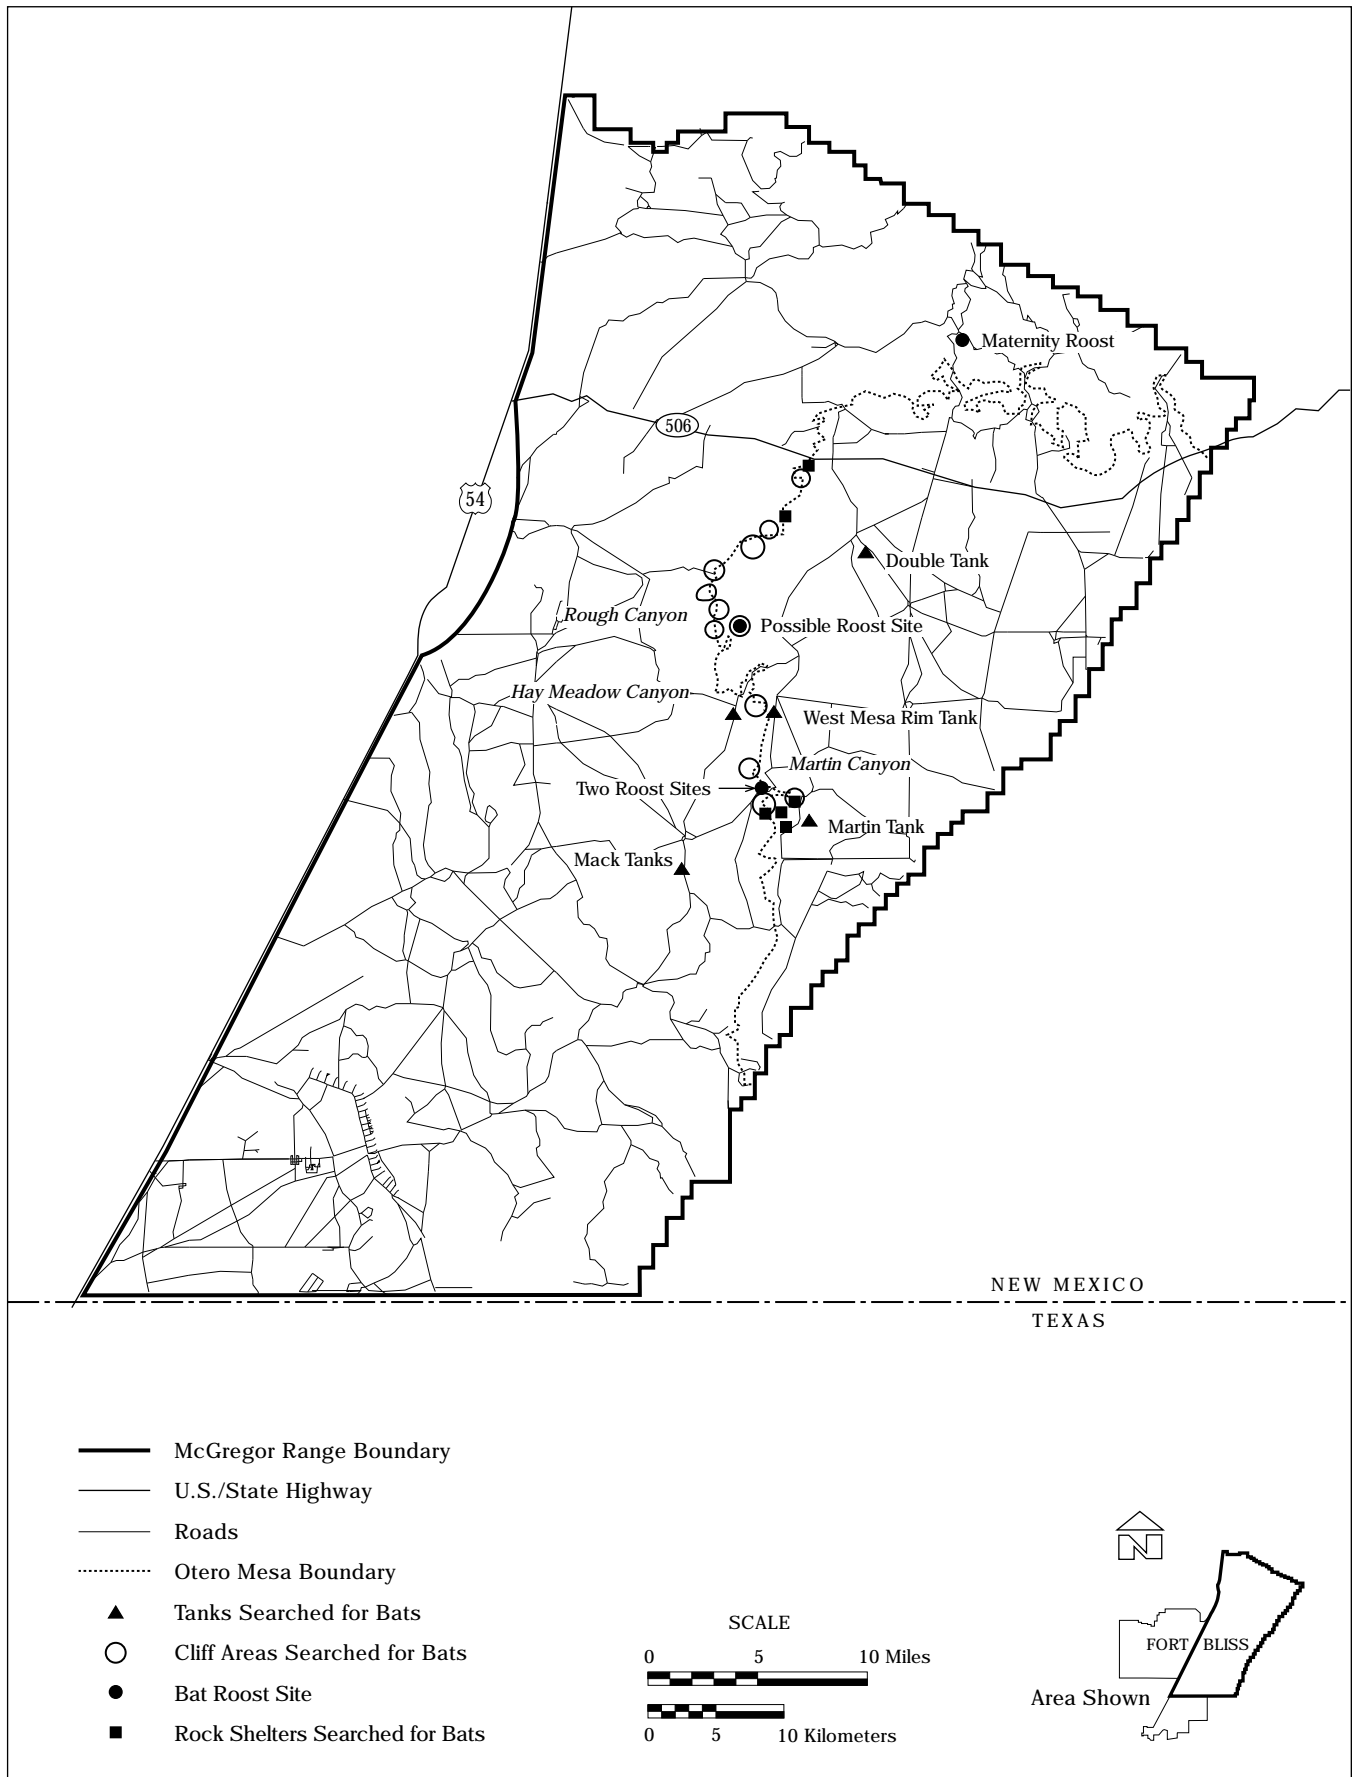 Maternity Roost
506
54
Double Tank
Rough Canyon
Possible Roost Site
Hay Meadow Canyon
West Mesa Rim Tank
Martin Canyon
Two Roost Sites
Martin Tank
Mack Tanks
NEW MEXICO
TEXAS
McGregor Range Boundary
U.S./State Highway
Roads
Otero Mesa Boundary
Tanks Searched for Bats
Cliff Areas Searched for Bats
Bat Roost Site
Rock Shelters Searched for Bats
SCALE
0 5 10 Miles
0 5 10 Kilometers
N
FORT BLISS
Area Shown